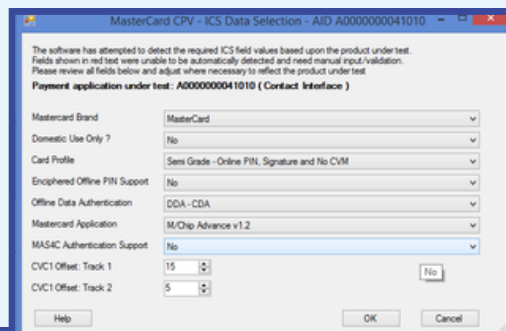 MasterCard CPV - ICS Data Selection - AID A0000000041010
The software has attempted to detect the required ICS field values based upon the product under test.
Fields shown in red text were unable to be automatically detected and need manual input/validation.
Please review all fields below and adjust where necessary to reflect the product under test
Payment application under test: A0000000041010 ( Contact Interface )
Mastercard Brand MasterCard
Domestic Use Only ? No
Card Profile Semi Grade - Online PIN, Signature and No CVM
Enciphered Offline PIN Support No
Offline Data Authentication DDA - CDA
Mastercard Application M/Chip Advance v1.2
MAS4C Authentication Support No
CVC1 Offset: Track 1 15
No
CVC1 Offset: Track 2 5
Help OK Cancel